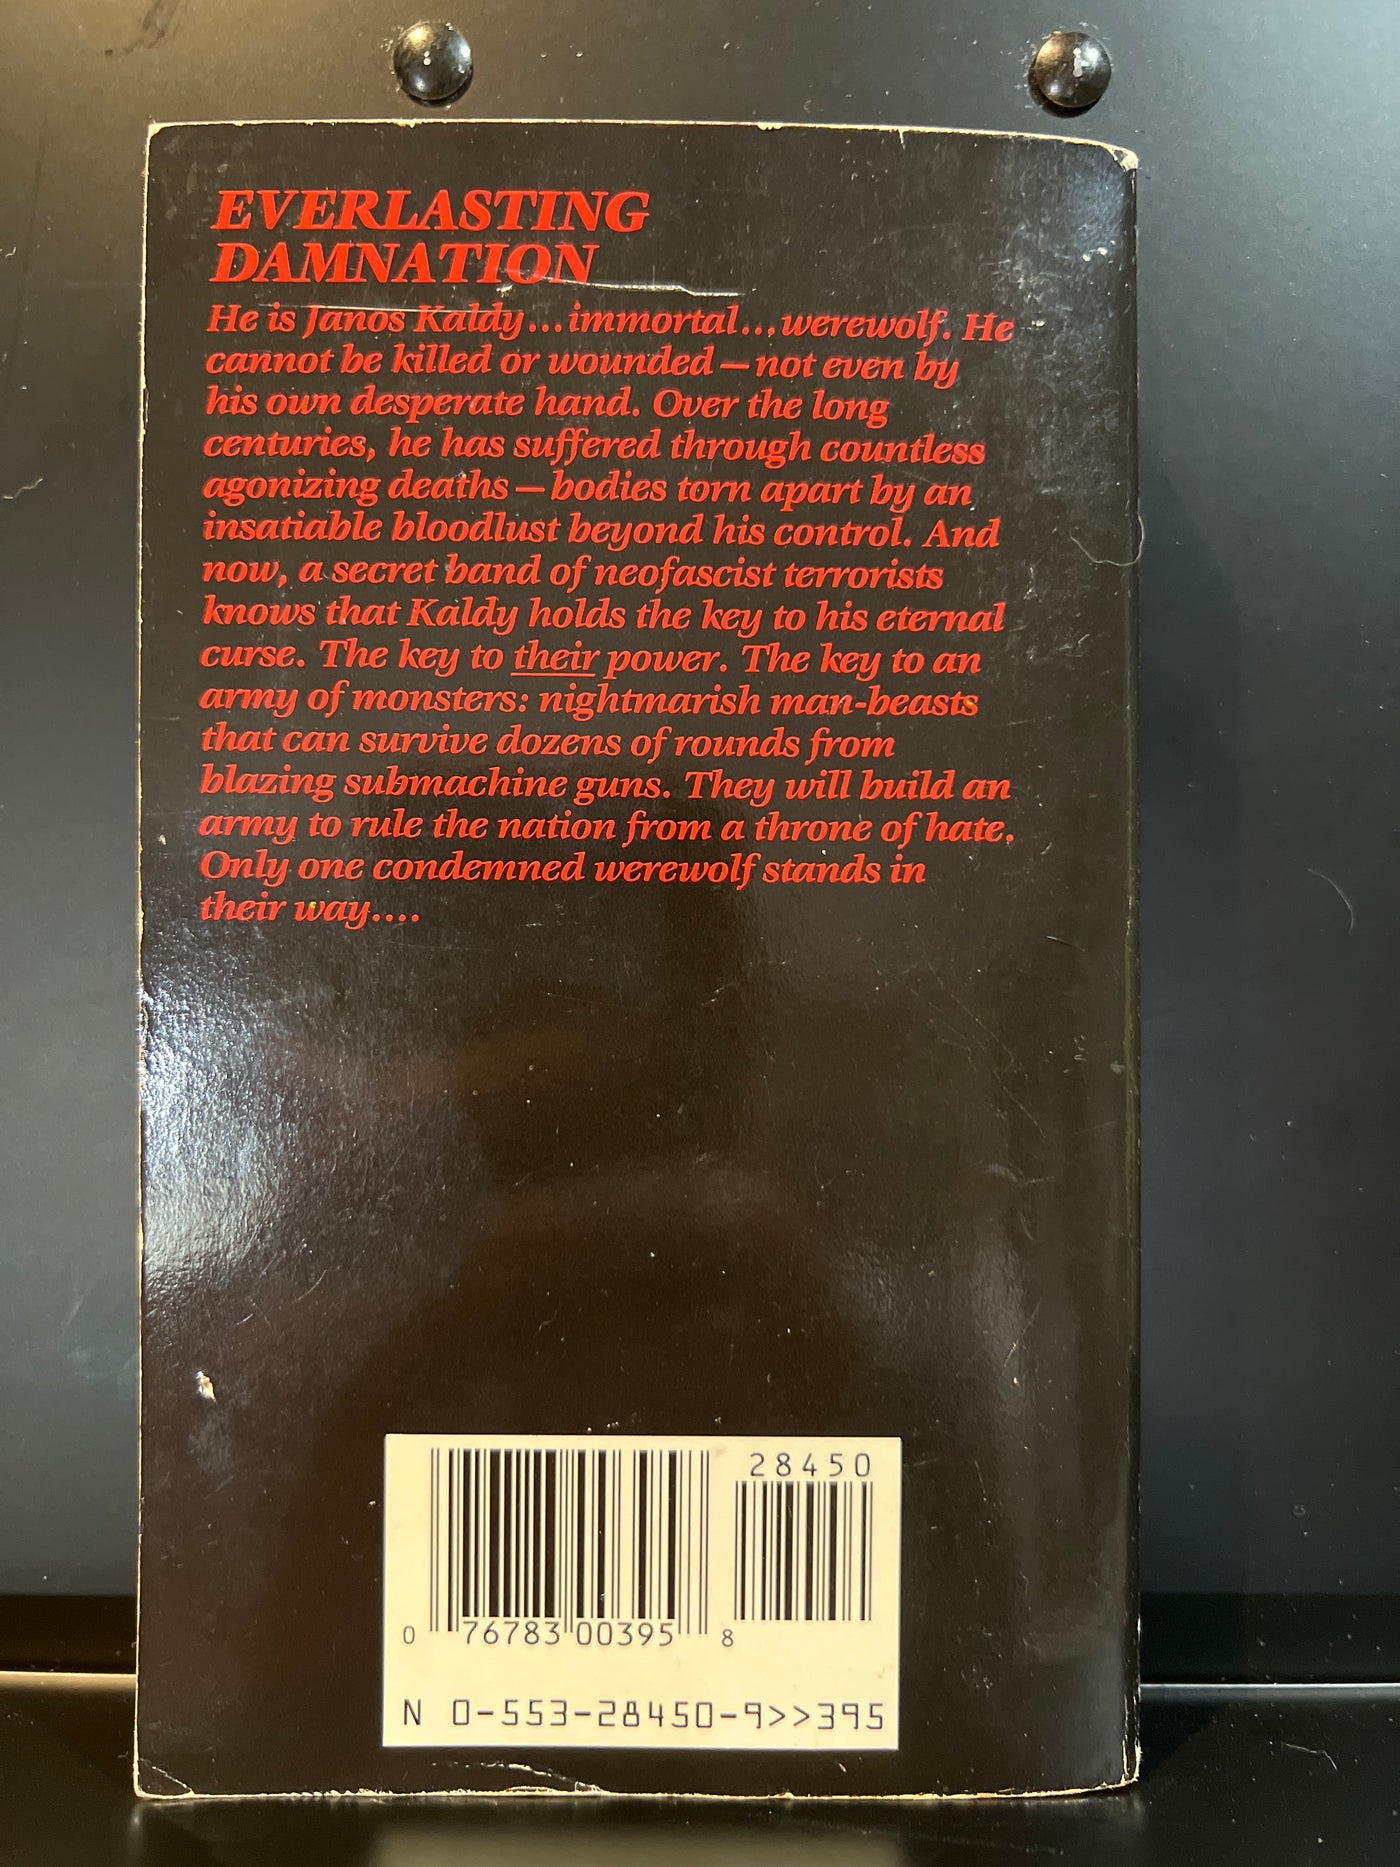 EVERLASTING
DAMNATION
He is Janos Kaldy...immortal...werewolf. He
cannot be killed or wounded—not even by
his own desperate hand. Over the long
centuries, he has suffered through countless
agonizing deaths—bodies torn apart by an
insatiable bloodlust beyond his control. And
now, a secret band of neofascist terrorists
knows that Kaldy holds the key to his eternal
curse. The key to their power. The key to an
army of monsters: nightmarish man-beasts
that can survive dozens of rounds from
blazing submachine guns. They will build an
army to rule the nation from a throne of hate.
Only one condemned werewolf stands in
their way....
28450
0 76783 00395 8
N 0-553-28450-9>>395